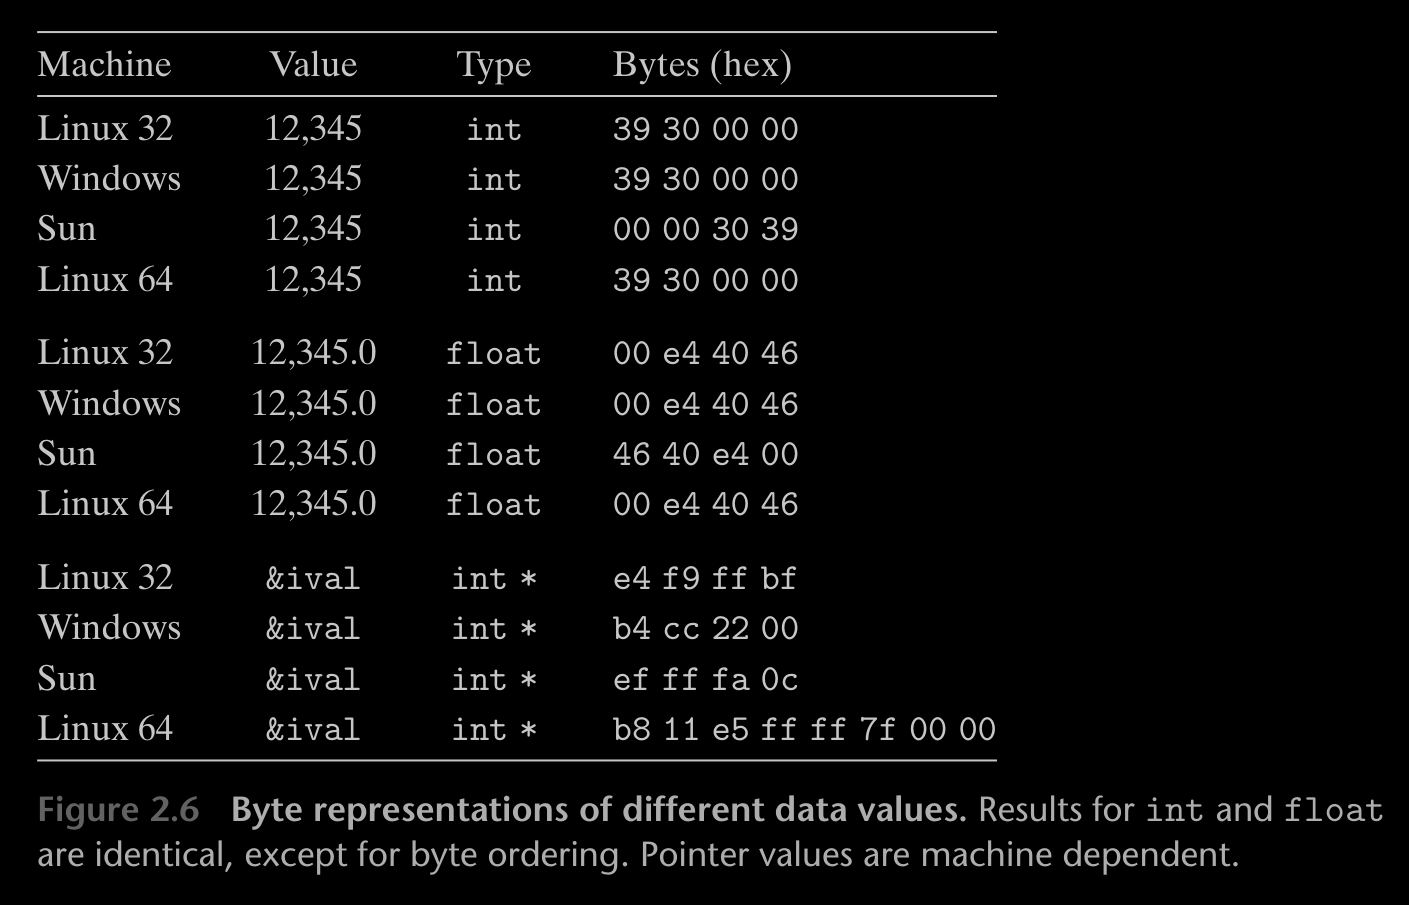 Machine Value Type Bytes (hex)
Linux 32 12,345 int 39 30 00 00
Windows 12,345 int 39 30 00 00
Sun 12,345 int 00 00 30 39
Linux 64 12,345 int 39 30 00 00
Linux 32 12,345.0 float 00 e4 40 46
Windows 12,345.0 float 00 e4 40 46
Sun 12,345.0 float 46 40 e4 00
Linux 64 12,345.0 float 00 e4 40 46
Linux 32 &ival int * e4 f9 ff bf
Windows &ival int * b4 cc 22 00
Sun &ival int * ef ff fa 0c
Linux 64 &ival int * b8 11 e5 ff ff 7f 00 00
Figure 2.6 Byte representations of different data values. Results for int and float
are identical, except for byte ordering. Pointer values are machine dependent.